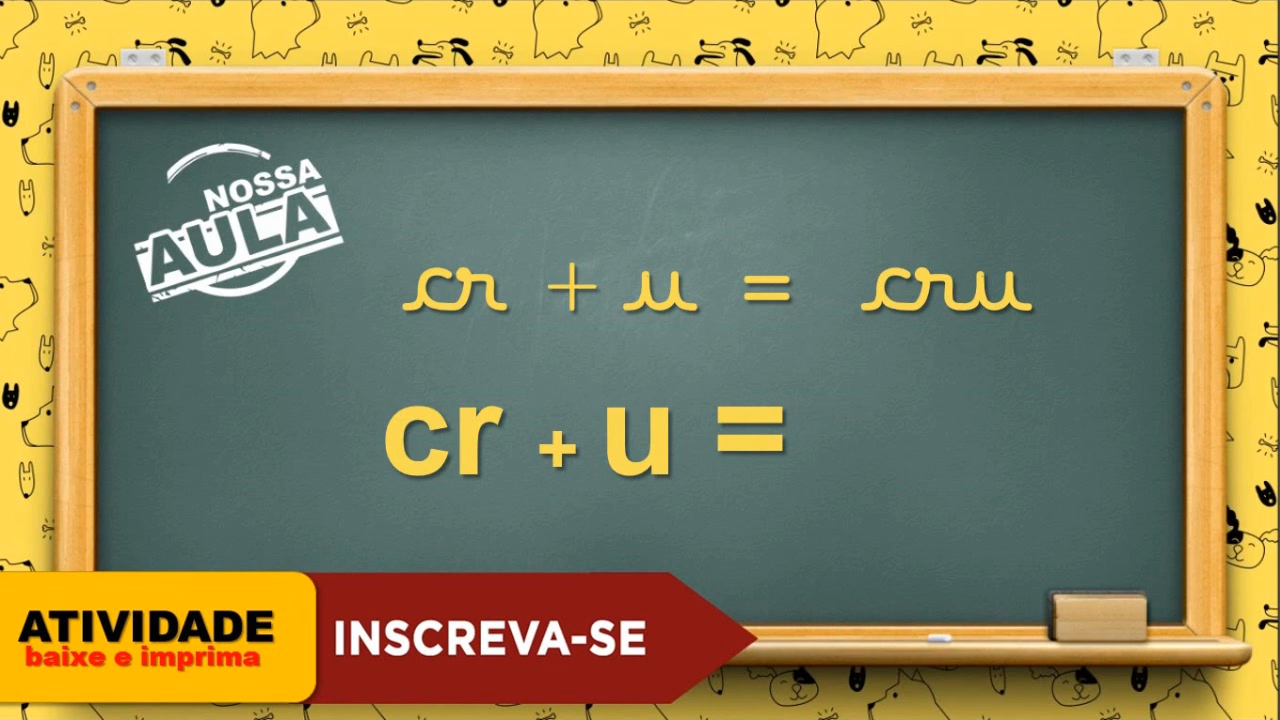 NOSSA
AULA
cr + u = cru
cr + u =
ATIVIDADE
baixe e imprima
INSCREVA-SE